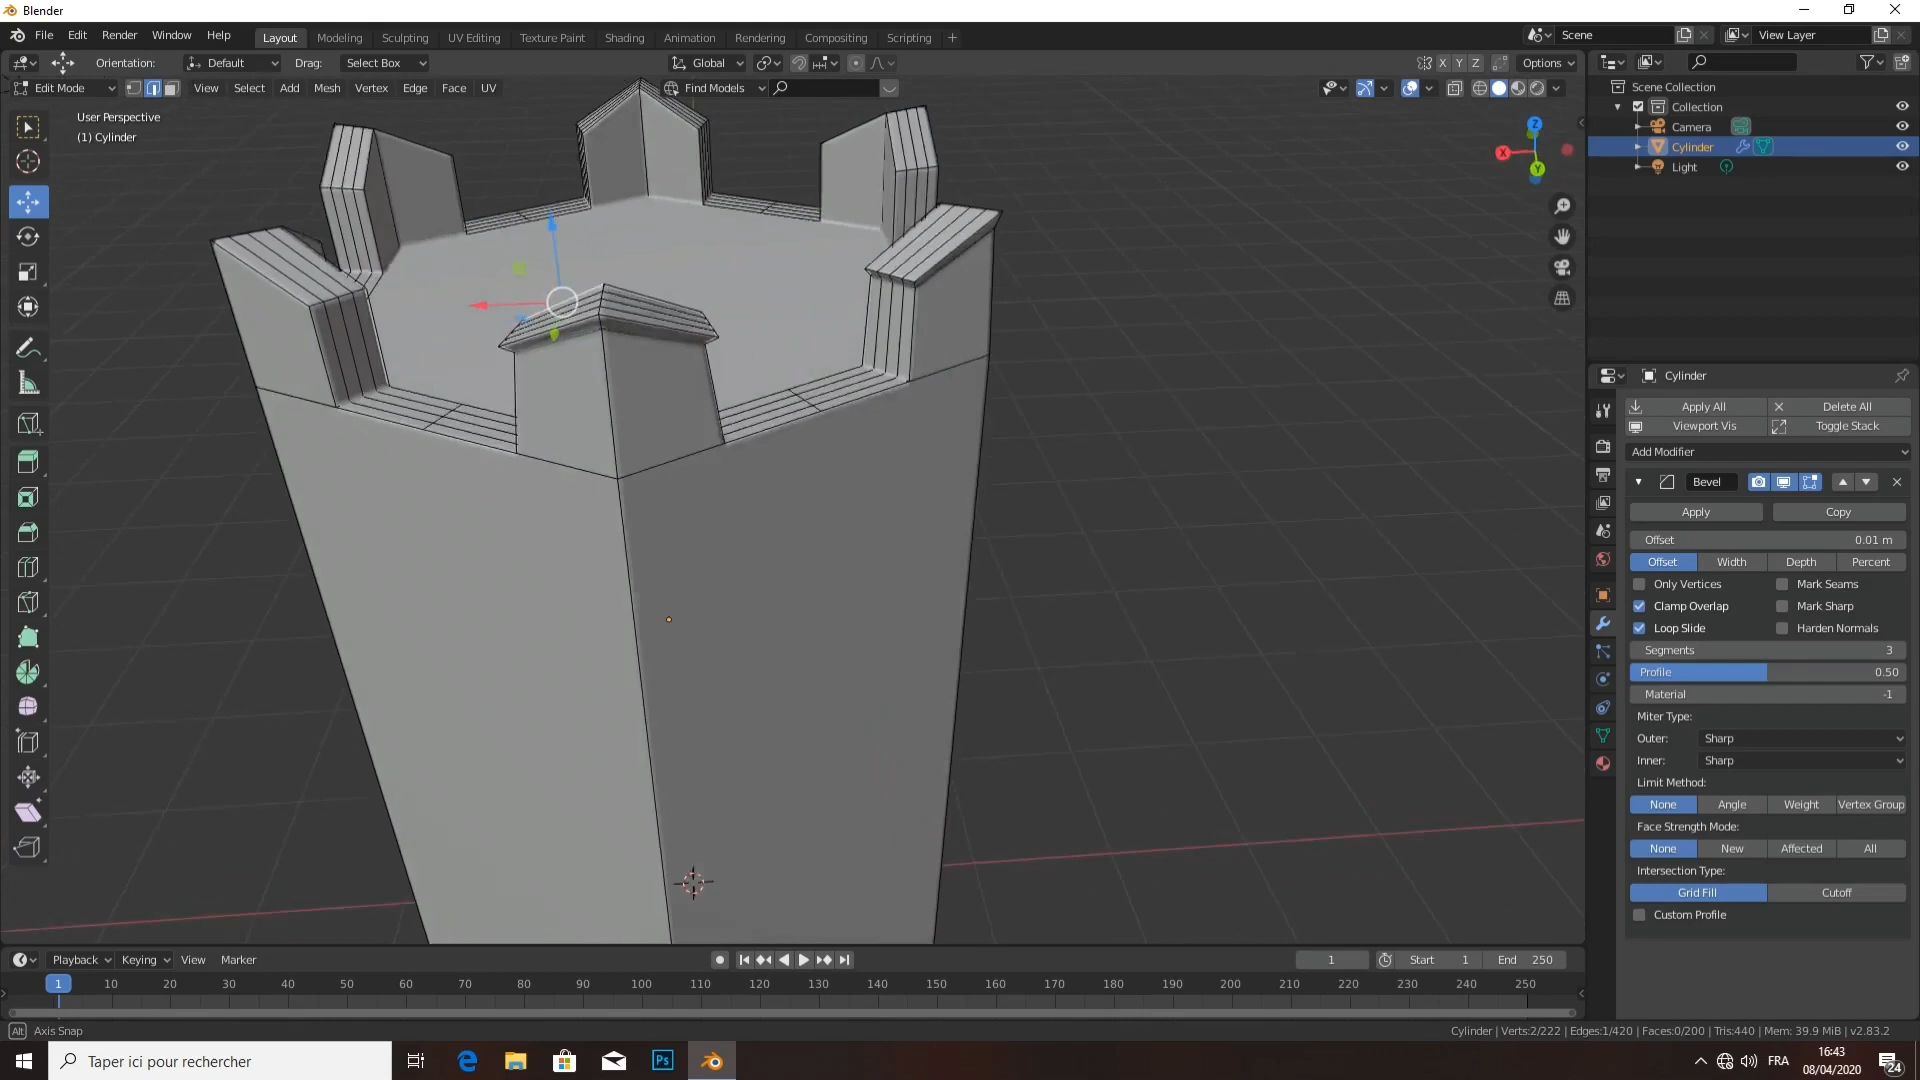 Blender
File Edit Render Window Help
Layout Modeling Sculpting UV Editing Texture Paint Shading Animation Rendering Compositing Scripting +
Scene
View Layer
Orientation: Default Drag: Select Box
Global
X Y Z Options
Edit Mode View Select Add Mesh Vertex Edge Face UV
Find Models
User Perspective
(1) Cylinder
Z
X
Y
Scene Collection
Collection
Camera
Cylinder
Light
Cylinder
Apply All Delete All
Viewport Vis Toggle Stack
Add Modifier
Bevel
Apply Copy
Offset 0.01 m
Offset Width Depth Percent
Only Vertices Mark Seams
Clamp Overlap Mark Sharp
Loop Slide Harden Normals
Segments 3
Profile 0.50
Material -1
Miter Type:
Outer: Sharp
Inner: Sharp
Limit Method:
None Angle Weight Vertex Group
Face Strength Mode:
None New Affected All
Intersection Type:
Grid Fill Cutoff
Custom Profile
Playback Keying View Marker
1 Start 1 End 250
1 10 20 30 40 50 60 70 80 90 100 110 120 130 140 150 160 170 180 190 200 210 220 230 240 250
Alt Axis Snap
Cylinder | Verts:2/222 | Edges:1/420 | Faces:0/200 | Tris:440 | Mem: 39.9 MiB | v2.83.2
Taper ici pour rechercher
Ps
FRA
16:43
08/04/2020
24